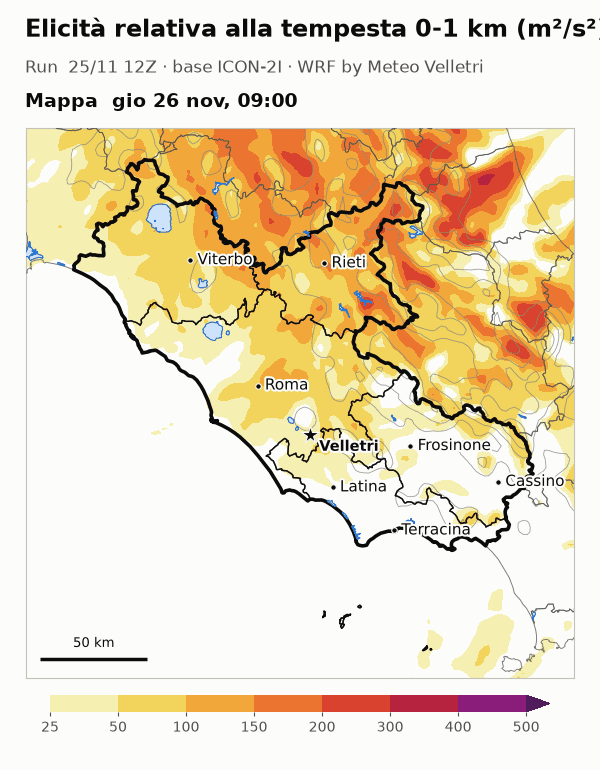 Elicità relativa alla tempesta 0-1 km (m²/s²)
Run 25/11 12Z · base ICON-2I · WRF by Meteo Velletri
Mappa gio 26 nov, 09:00
Viterbo
Rieti
Roma
Velletri
Frosinone
Latina
Cassino
Terracina
50 km
25 50 100 150 200 300 400 500